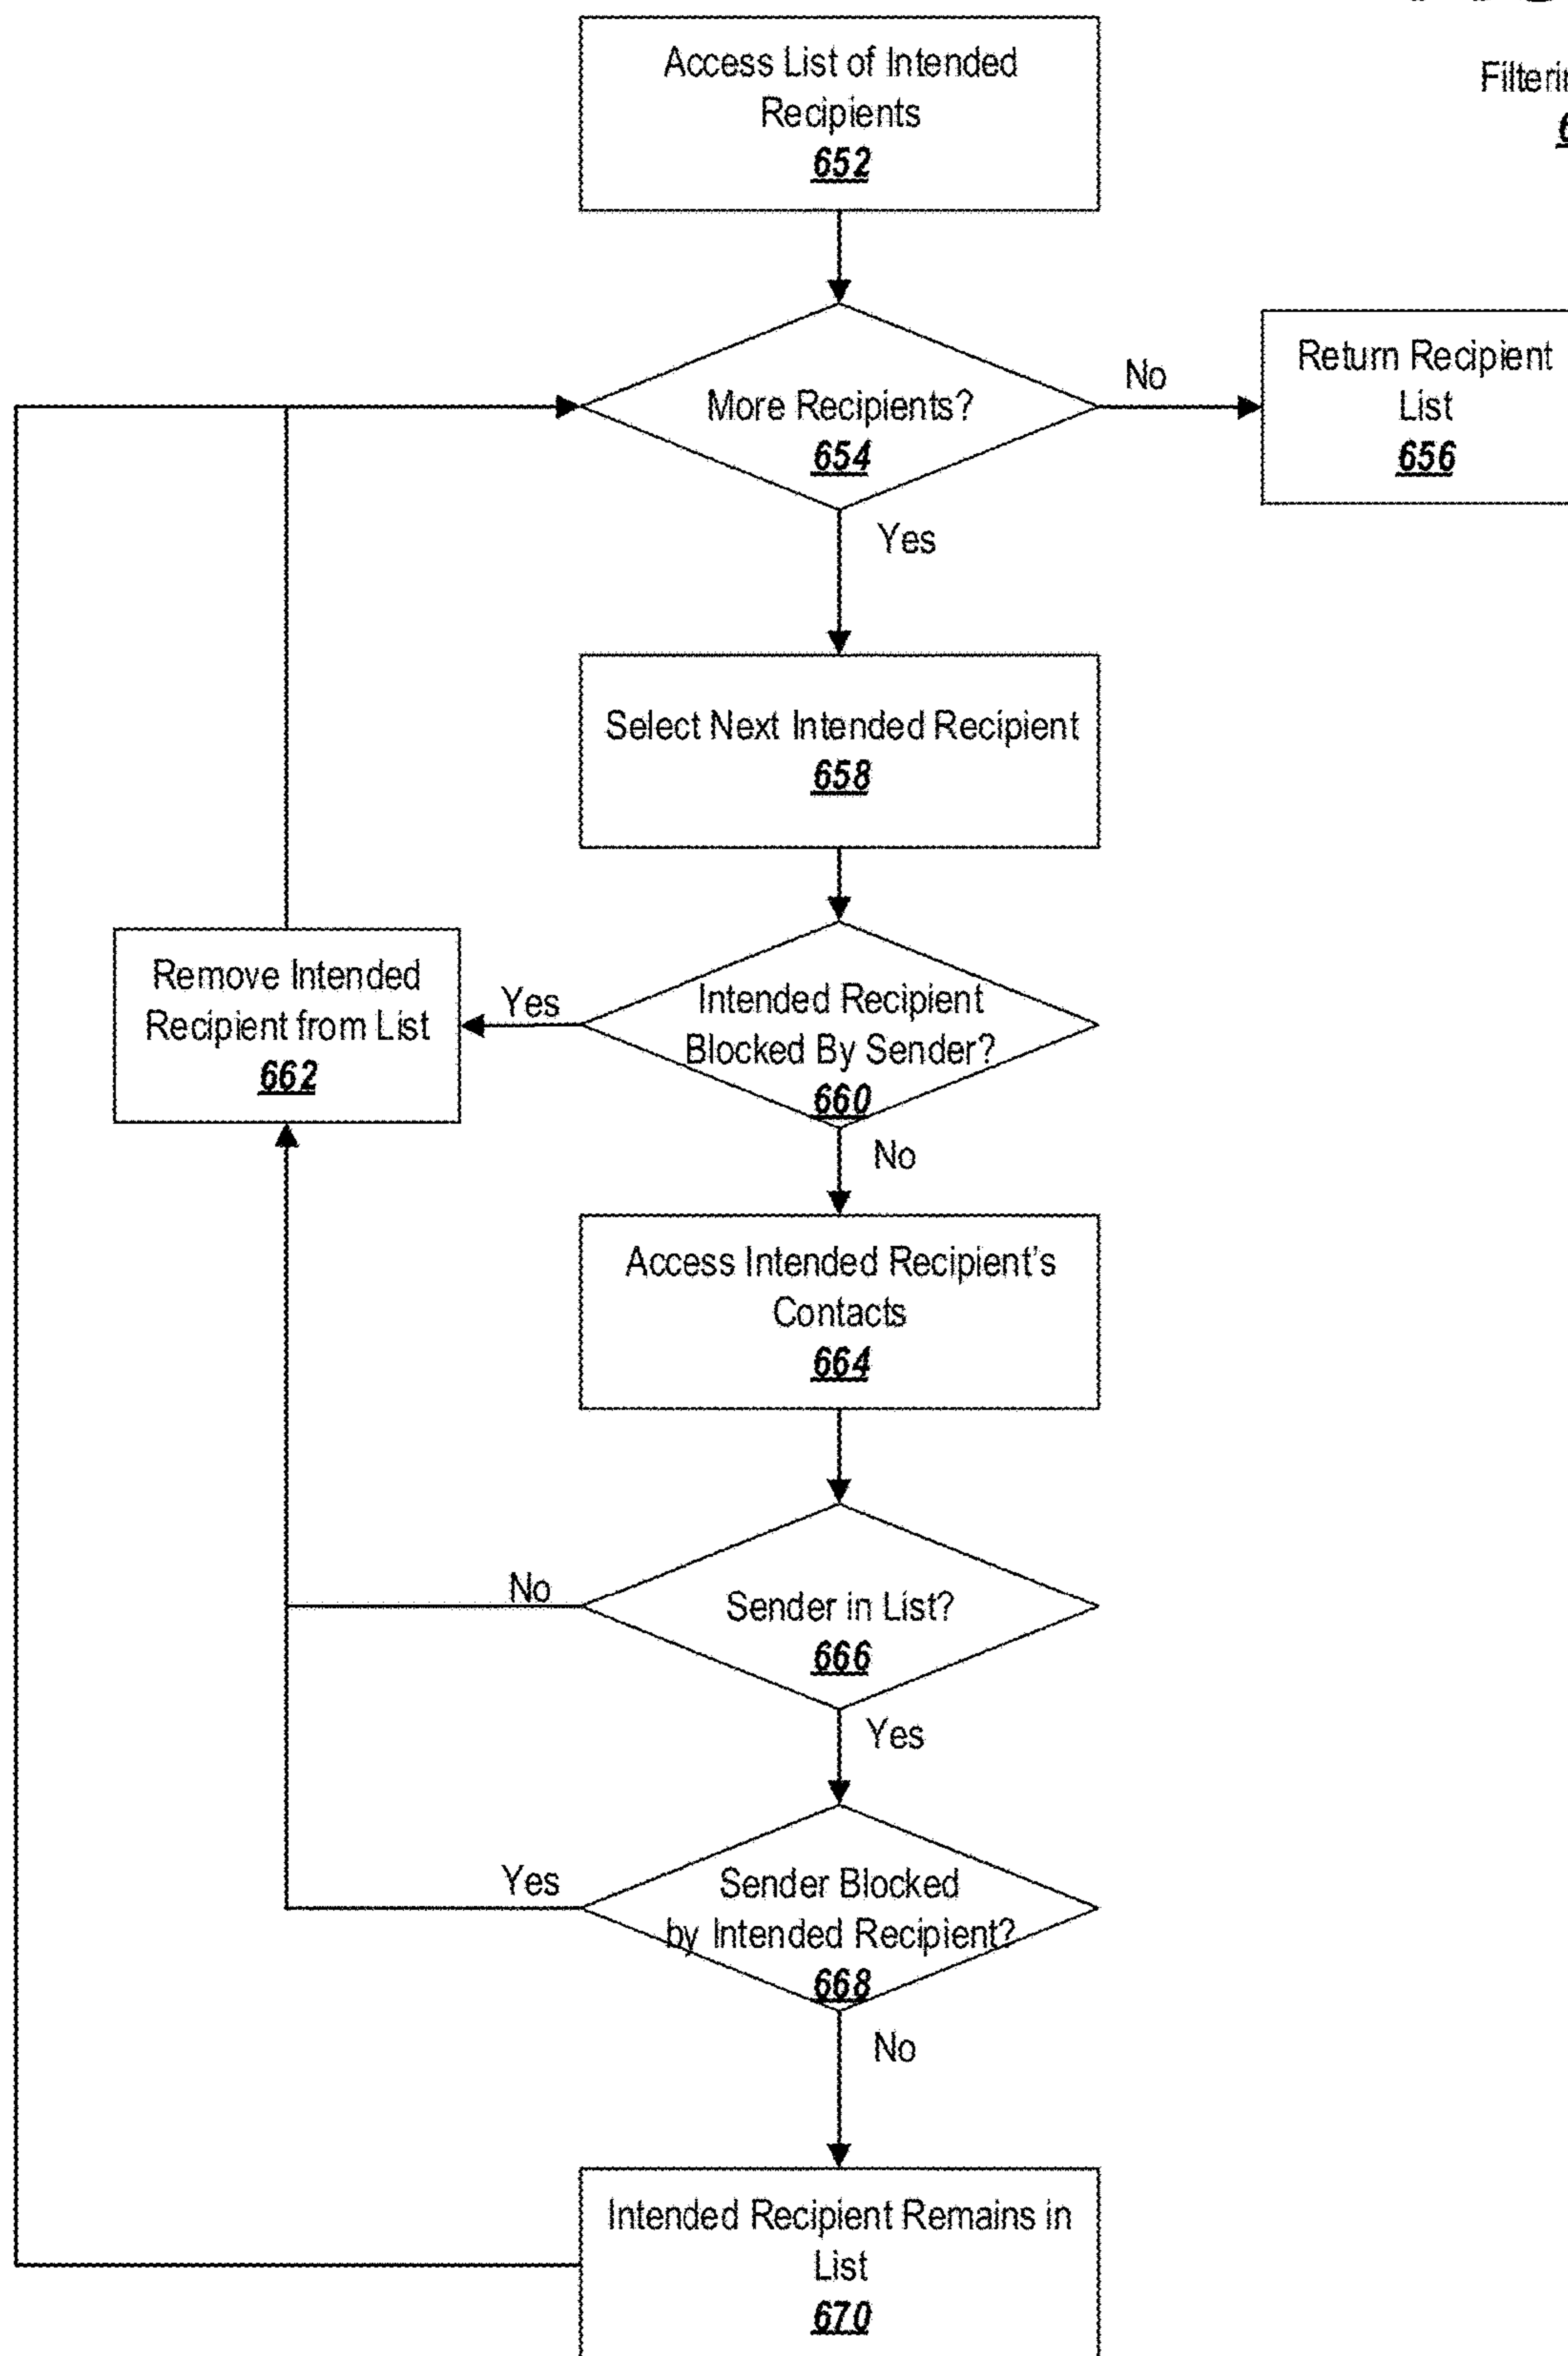 Access List of Intended
Recipients
652
More Recipients?
654
No
Return Recipient
List
656
Yes
Select Next Intended Recipient
658
Remove Intended
Recipient from List
662
Yes
Intended Recipient
Blocked By Sender?
660
No
Access Intended Recipient's
Contacts
664
No
Sender in List?
666
Yes
Yes
Sender Blocked
by Intended Recipient?
668
No
Intended Recipient Remains in
List
670